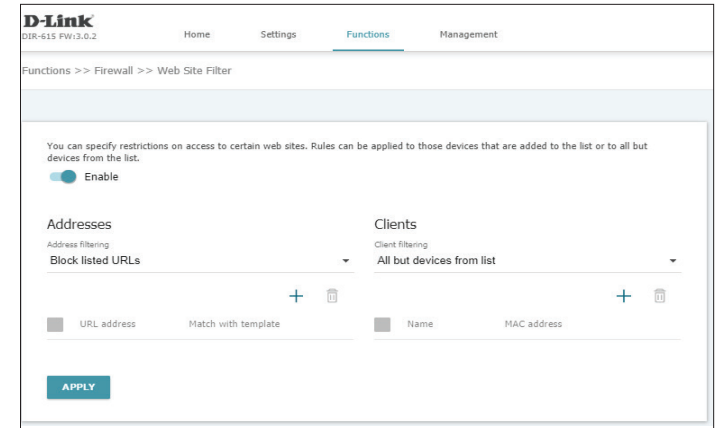 D-Link
DIR-615 FW:3.0.2
Home Settings Functions Management
Functions >> Firewall >> Web Site Filter
You can specify restrictions on access to certain web sites. Rules can be applied to those devices that are added to the list or to all but
devices from the list.
Enable
Addresses
Address filtering
Block listed URLs
URL address Match with template
Clients
Client filtering
All but devices from list
Name MAC address
APPLY